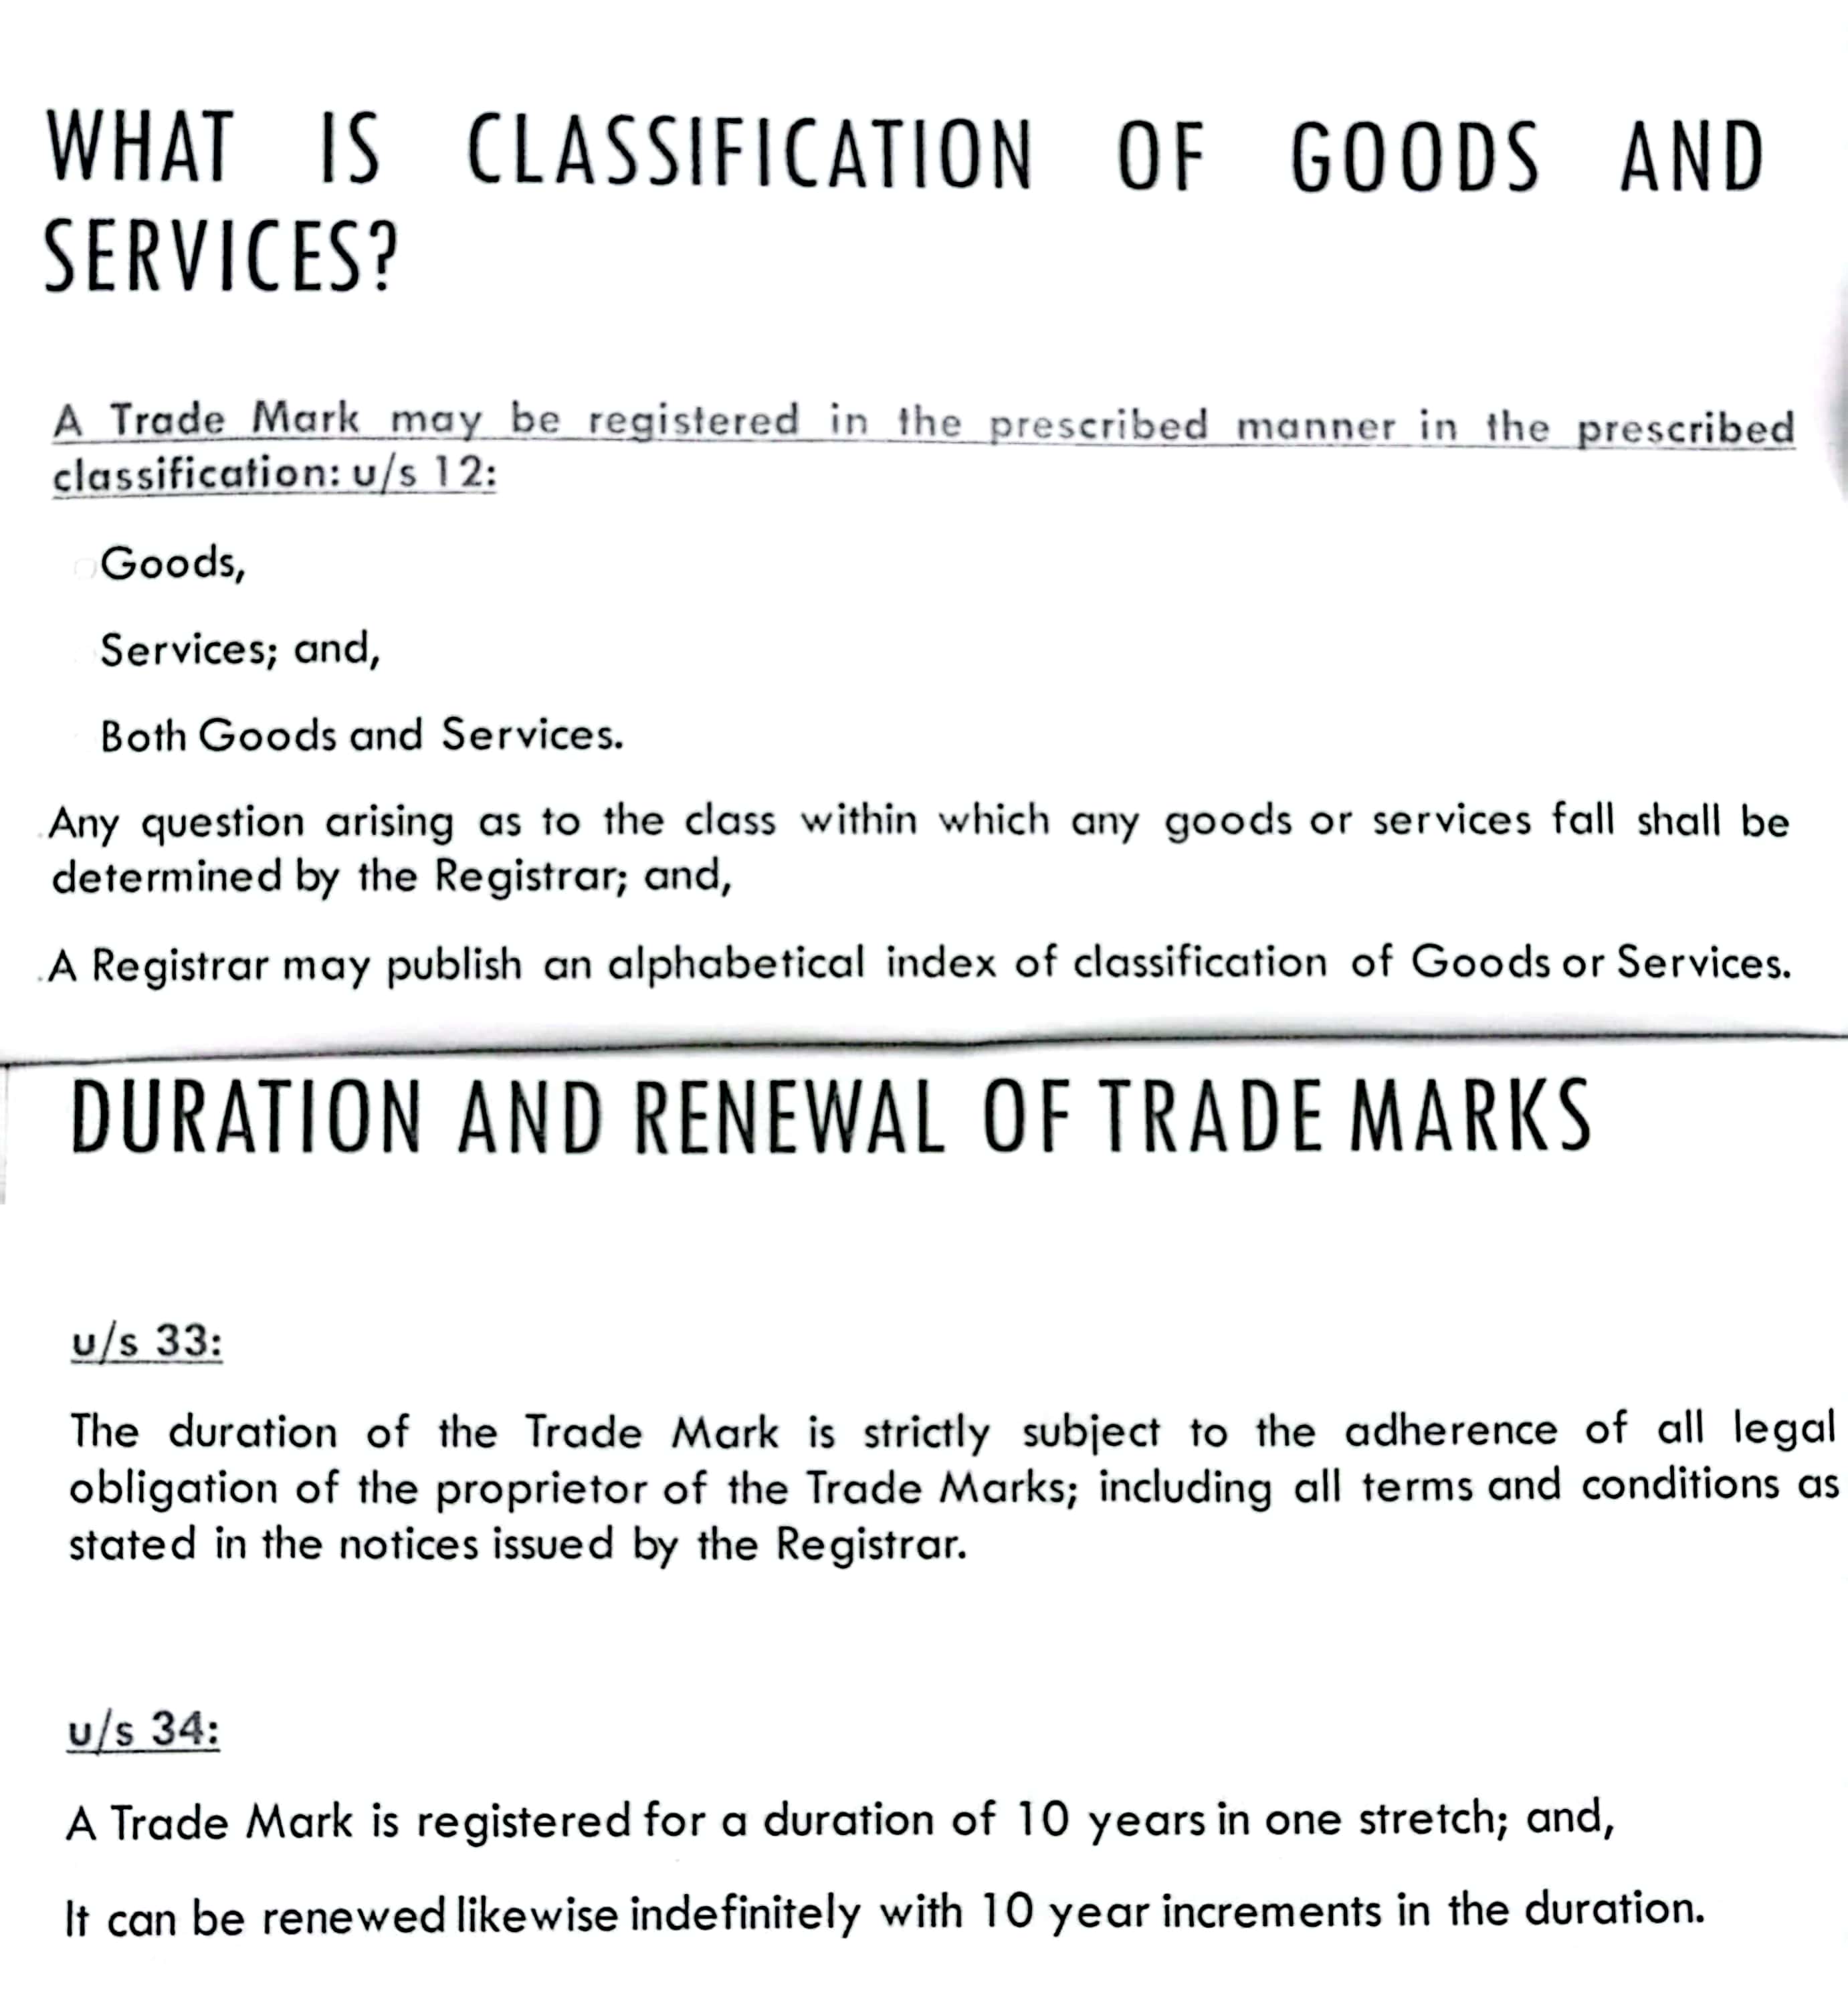 WHAT IS CLASSIFICATION OF GOODS AND
SERVICES?
A Trade Mark may be registered in the prescribed manner in the prescribed
classification: u/s 12:
Goods,
Services; and,
Both Goods and Services.
Any question arising as to the class within which any goods or services fall shall be
determined by the Registrar; and,
A Registrar may publish an alphabetical index of classification of Goods or Services.
DURATION AND RENEWAL OF TRADE MARKS
u/s 33:
The duration of the Trade Mark is strictly subject to the adherence of all legal
obligation of the proprietor of the Trade Marks; including all terms and conditions as
stated in the notices issued by the Registrar.
u/s 34:
A Trade Mark is registered for a duration of 10 years in one stretch; and,
It can be renewed likewise indefinitely with 10 year increments in the duration.